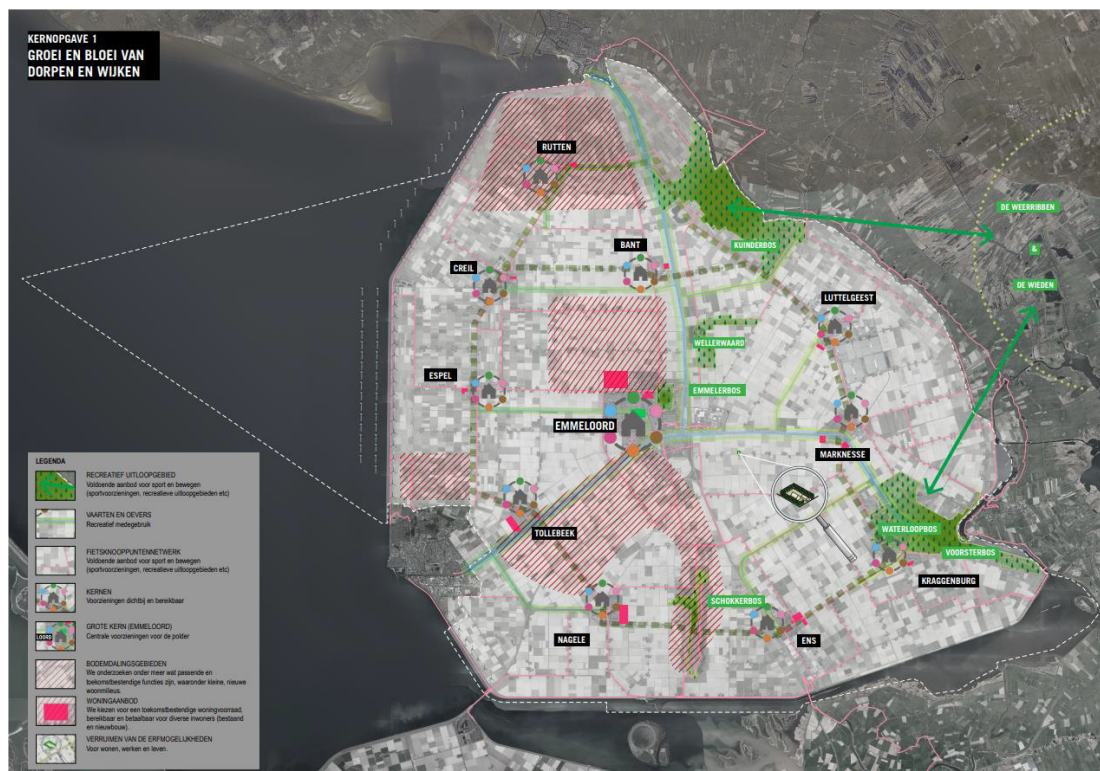 KERNOPGAVE 1
GROEI EN BLOEI VAN
DORPEN EN WIJKEN
RUTTEN
DE WEERRIBBEN
&
DE WIEDEN
KUINDERBOS
BANT
CREIL
LUTTELGEEST
WELLERWAARD
ESPEL
EMMELERBOS
EMMELOORD
MARKNESSE
TOLLEBEEK
WATERLOOPBOS
VOORSTERBOS
KRAGGENBURG
SCHOKKERBOS
NAGELE
ENS
LEGENDA
RECREATIEF UITLOOPGEBIED
Voldoende aanbod voor sport en bewegen
(sportvoorzieningen, recreatieve uitloopgebieden etc)
VAARTEN EN OEVERS
Recreatief medegebruik
FIETSKNOOPPUNTENNETWERK
Voldoende aanbod voor sport en bewegen
(sportvoorzieningen, recreatieve uitloopgebieden etc)
KERNEN
Voorzieningen dichtbij en bereikbaar
LOORD
GROTE KERN (EMMELOORD)
Centrale voorzieningen voor de polder
BODEMDALINGSGEBIEDEN
We onderzoeken onder meer wat passende en
toekomstbestendige functies zijn, waaronder kleine, nieuwe
woonmilieus.
WONINGAANBOD
We kiezen voor een toekomstbestendige woningvoorraad,
bereikbaar en betaalbaar voor diverse inwoners (bestaand
en nieuwbouw).
VERRUIMEN VAN DE ERFMOGELIJKHEDEN
Voor wonen, werken en leven.